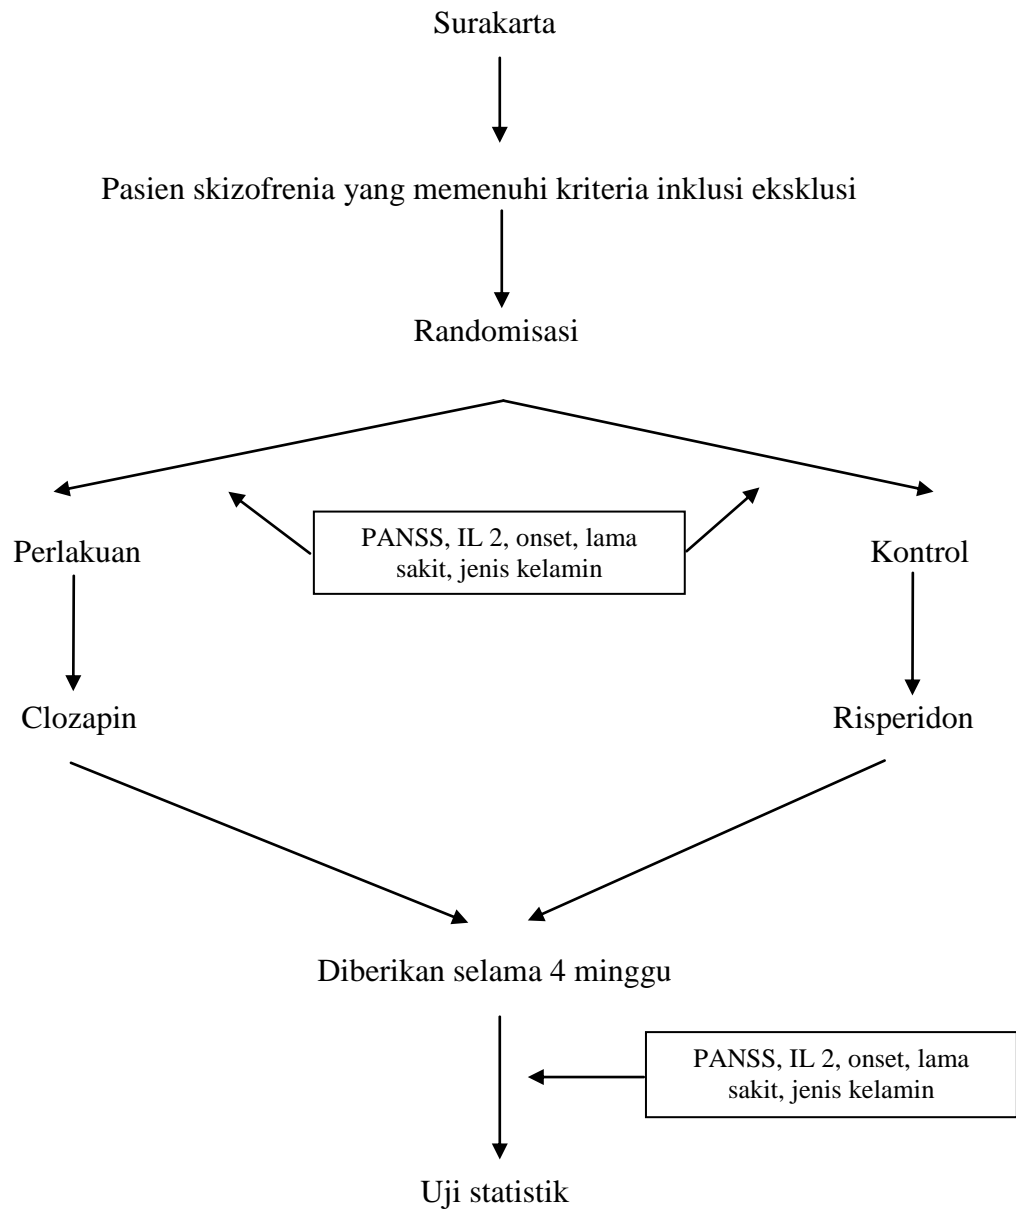 Surakarta
Pasien skizofrenia yang memenuhi kriteria inklusi eksklusi
Randomisasi
PANSS, IL 2, onset, lama
sakit, jenis kelamin
Perlakuan
Kontrol
Clozapin
Risperidon
Diberikan selama 4 minggu
PANSS, IL 2, onset, lama
sakit, jenis kelamin
Uji statistik